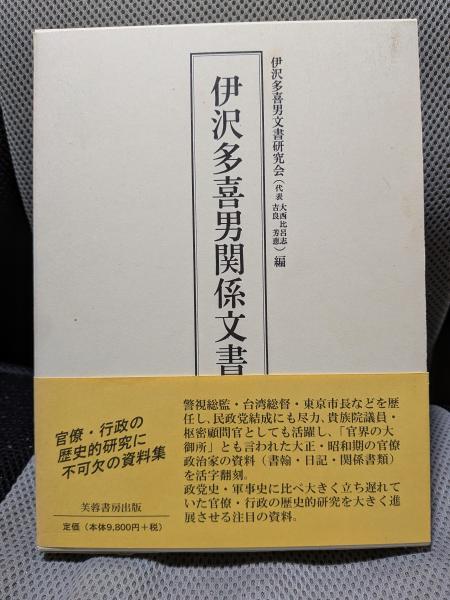 伊沢多喜男文書研究会(代表 大西比呂志 吉良芳恵)編
伊沢多喜男関係文書
官僚・行政の
歴史的研究に
不可欠の資料集
芙蓉書房出版
定価(本体9,800円+税)
警視総監・台湾総督・東京市長などを歴
任し、民政党結成にも尽力、貴族院議員・
枢密顧問官としても活躍し、「官界の大
御所」とも言われた大正・昭和期の官僚
政治家の資料(書翰・日記・関係書類)
を活字翻刻。
政党史・軍事史に比べ大きく立ち遅れて
いた官僚・行政の歴史的研究を大きく進
展させる注目の資料。